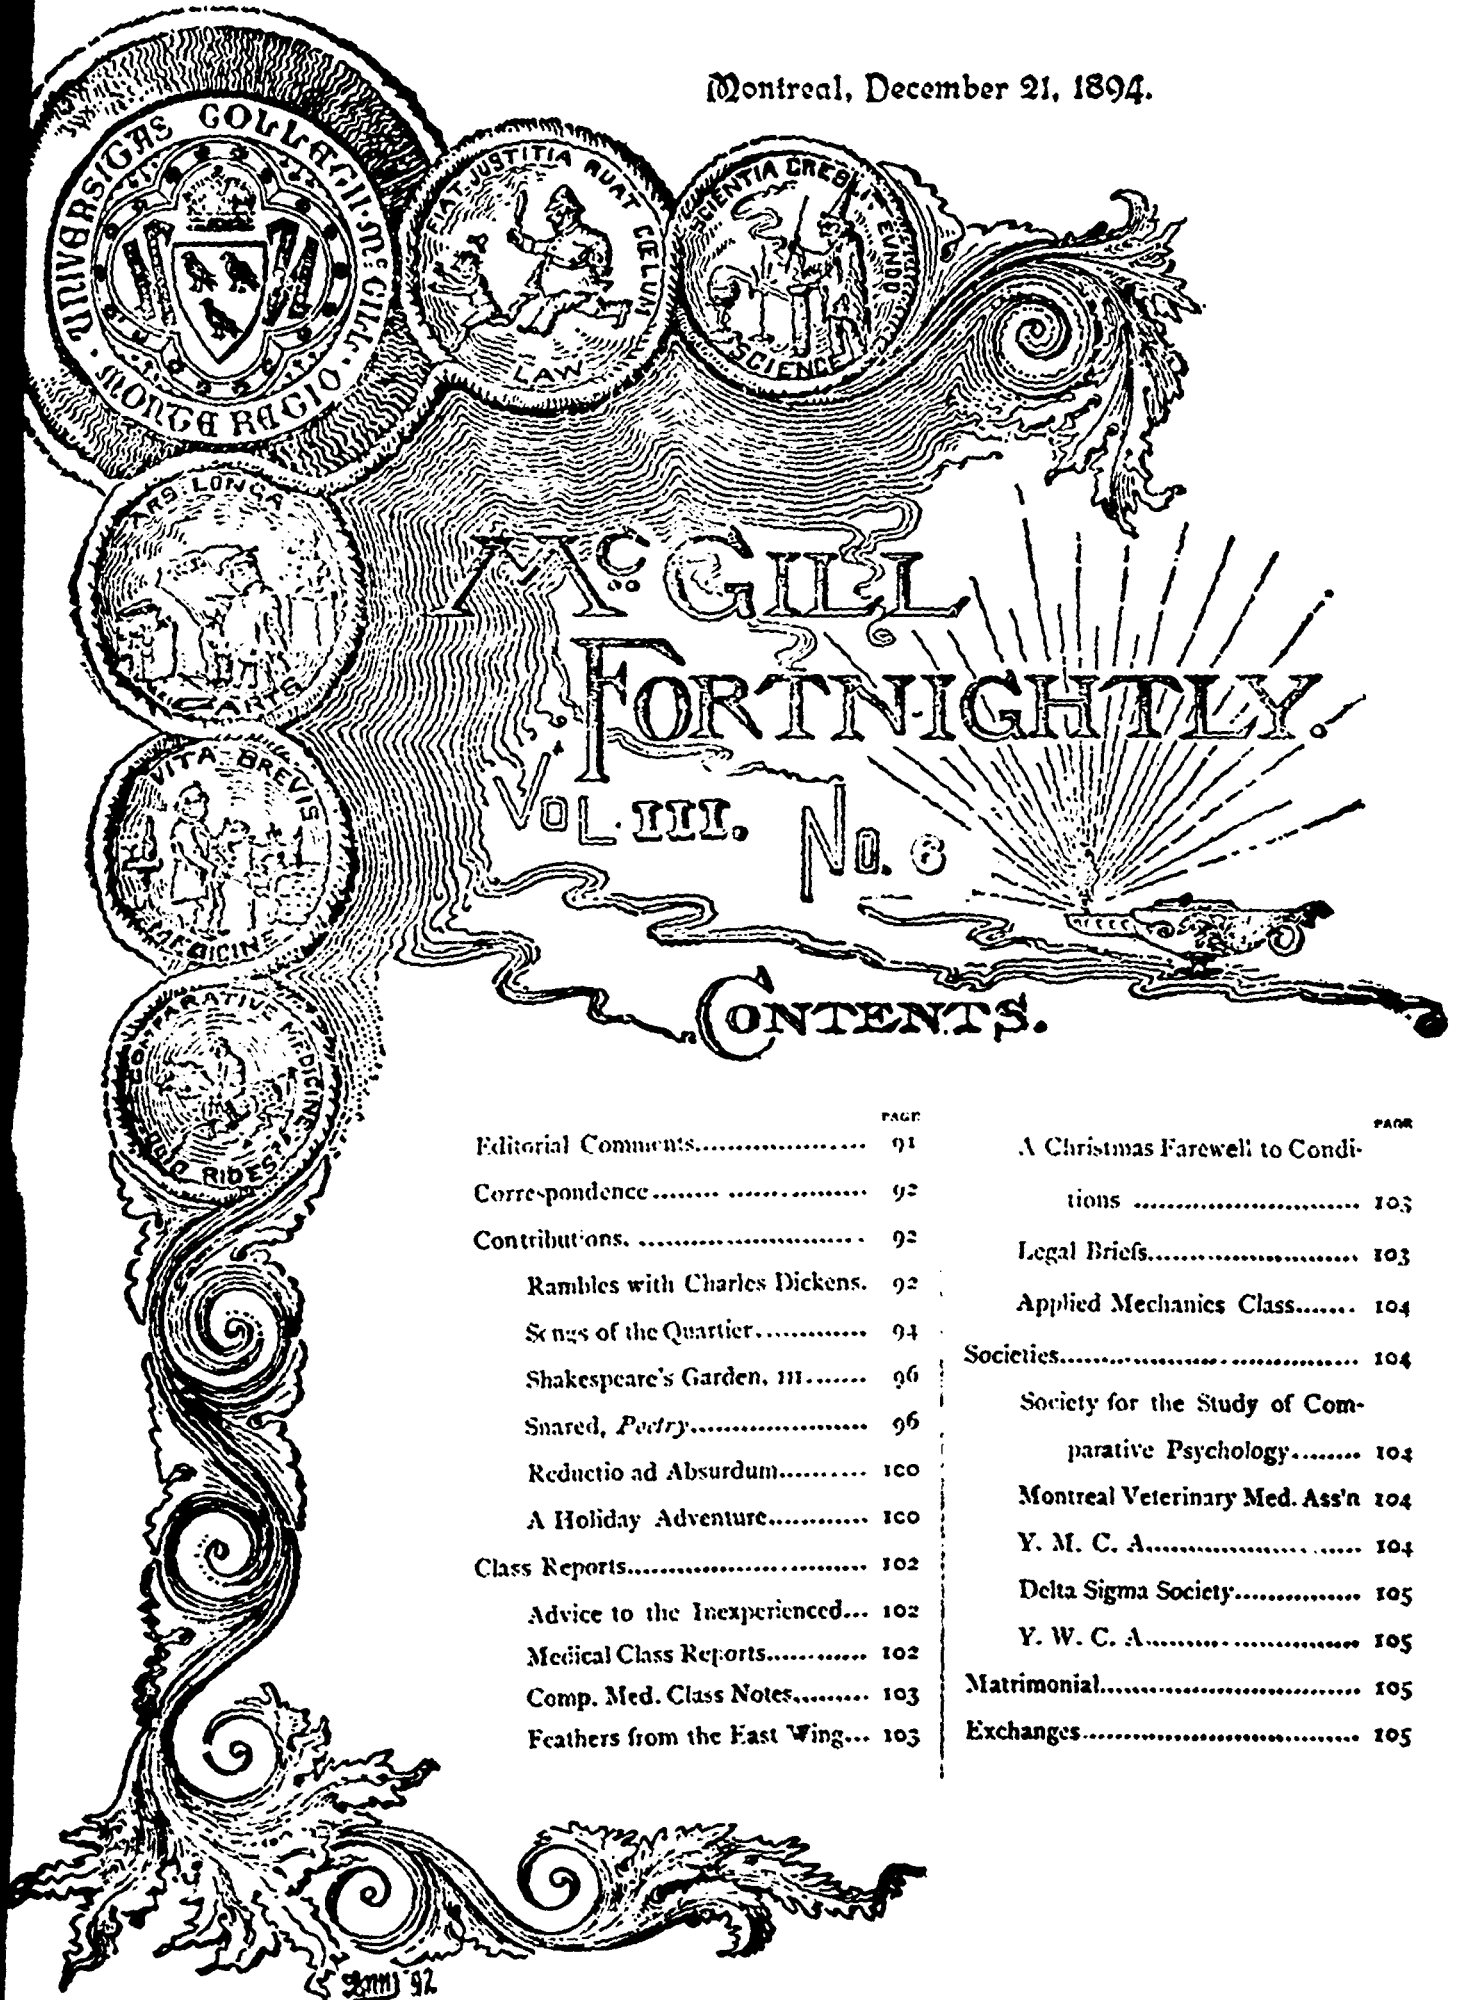 Montreal, December 21, 1894.
UNIVERSITAS COLLEGII · Mc GILL · MONTE REGIO ·
FIAT JUSTITIA RUAT CŒLUM
LAW
SCIENTIA CRESCIT EUNDO
SCIENCE
ARS LONGA
ARTS
VITA BREVIS
MEDICINE
COMPARATIVE MEDICINE
QUID RIDES?
McGILL
FORTNIGHTLY.
VOL. III. No. 6
CONTENTS.
PAGE
Editorial Comments.................... 91
Correspondence........ ............... 92
Contributions. ......................... 92
Rambles with Charles Dickens. 92
Songs of the Quartier............. 94
Shakespeare's Garden, III....... 96
Snared, Poetry...................... 96
Reductio ad Absurdum.......... 100
A Holiday Adventure............ 100
Class Reports............................ 102
Advice to the Inexperienced... 102
Medical Class Reports............ 102
Comp. Med. Class Notes......... 103
Feathers from the East Wing... 103
PAGE
A Christmas Farewell to Condi-
tions .......................... 103
Legal Briefs........................ 103
Applied Mechanics Class....... 104
Societies................................... 104
Society for the Study of Com-
parative Psychology........ 104
Montreal Veterinary Med. Ass'n 104
Y. M. C. A......................... 104
Delta Sigma Society.............. 105
Y. W. C. A......................... 105
Matrimonial............................... 105
Exchanges................................. 105
'92